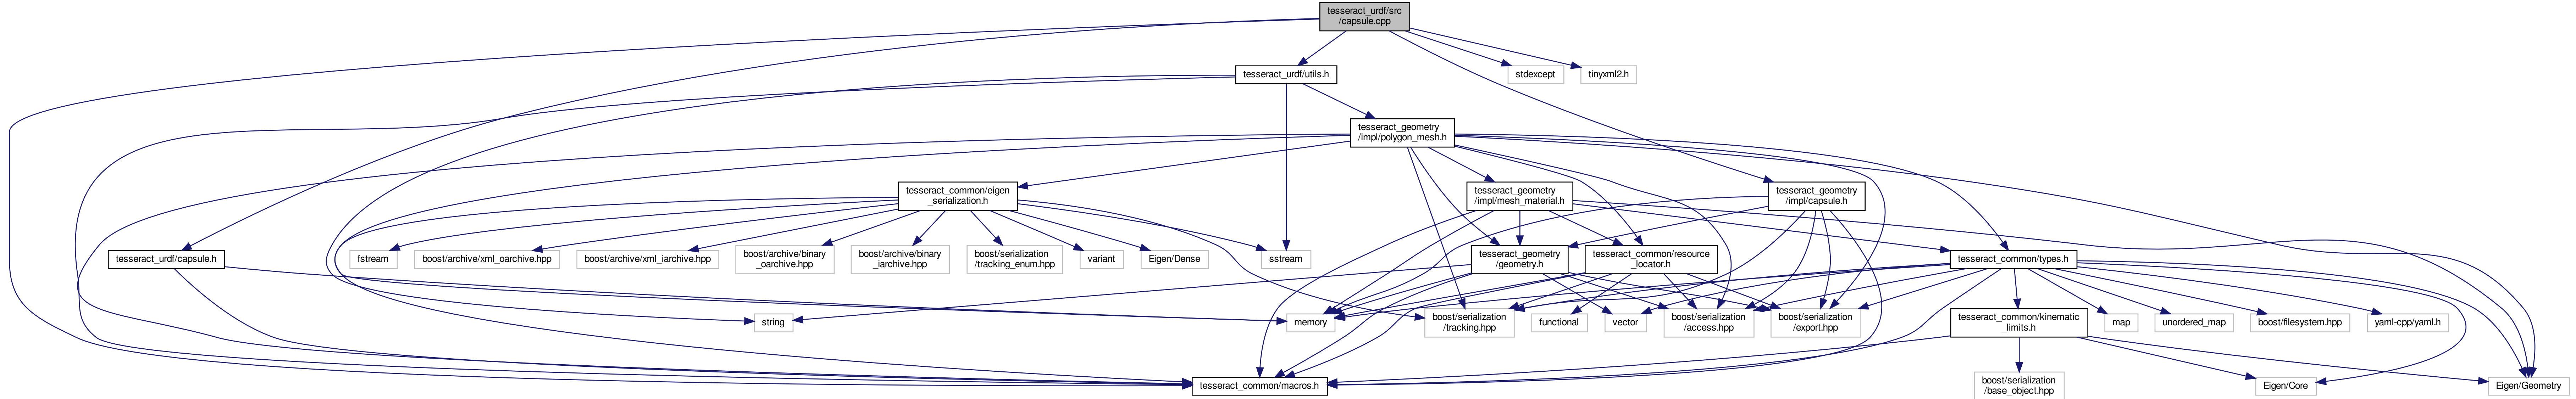 tesseract_urdf/src
/capsule.cpp
tesseract_urdf/utils.h
stdexcept
tinyxml2.h
tesseract_geometry
/impl/polygon_mesh.h
tesseract_common/eigen
_serialization.h
tesseract_geometry
/impl/mesh_material.h
tesseract_geometry
/impl/capsule.h
tesseract_urdf/capsule.h
fstream
boost/archive/xml_oarchive.hpp
boost/archive/xml_iarchive.hpp
boost/archive/binary
_oarchive.hpp
boost/archive/binary
_iarchive.hpp
boost/serialization
/tracking_enum.hpp
variant
Eigen/Dense
sstream
tesseract_geometry
/geometry.h
tesseract_common/resource
_locator.h
tesseract_common/types.h
string
memory
boost/serialization
/tracking.hpp
functional
vector
boost/serialization
/access.hpp
boost/serialization
/export.hpp
tesseract_common/kinematic
_limits.h
map
unordered_map
boost/filesystem.hpp
yaml-cpp/yaml.h
tesseract_common/macros.h
boost/serialization
/base_object.hpp
Eigen/Core
Eigen/Geometry